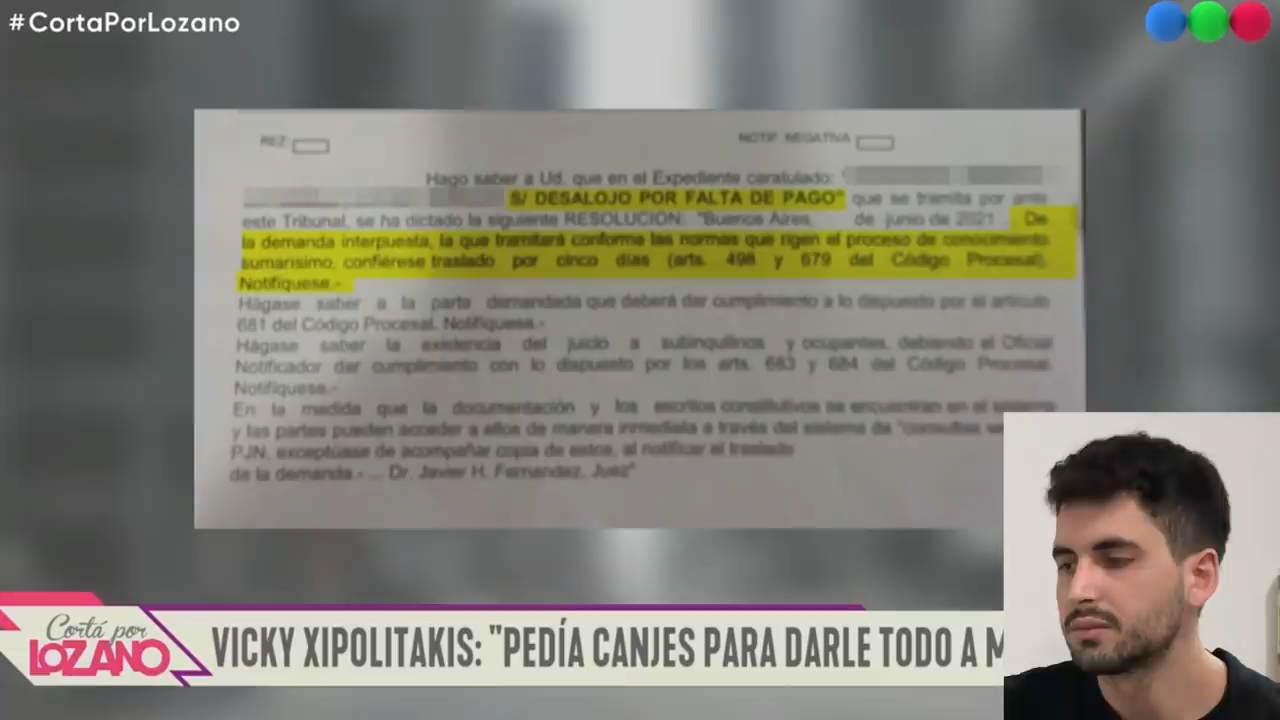 #CortaPorLozano
REZ
NOTIF. NEGATIVA
Hago saber a Ud. que en el Expediente caratulado: "
S/ DESALOJO POR FALTA DE PAGO" que se tramita por ante
este Tribunal, se ha dictado la siguiente RESOLUCION: "Buenos Aires, de junio de 2021 De
la demanda interpuesta, la que tramitará conforme las normas que rigen el proceso de conocimiento
sumarísimo, confiérese traslado por cinco días (arts. 498 y 679 del Código Procesal).
Notifíquese.-
Hágase saber a la parte demandada que deberá dar cumplimiento a lo dispuesto por el artículo
681 del Código Procesal. Notifíquese.-
Hágase saber la existencia del juicio a subinquilinos y ocupantes, debiendo el Oficial
Notificador dar cumplimiento con lo dispuesto por los arts. 683 y 684 del Código Procesal.
Notifíquese.-
En la medida que la documentación y los escritos constitutivos se encuentran en el sistema
y las partes pueden acceder a ellos de manera inmediata a través del sistema de "consultas
PJN, exceptúase de acompañar copia de estos, al notificar el traslado
de la demanda.- ... Dr. Javier H. Fernandez, Juez"
Cortá por
LOZANO
VICKY XIPOLITAKIS: "PEDÍA CANJES PARA DARLE TODO A